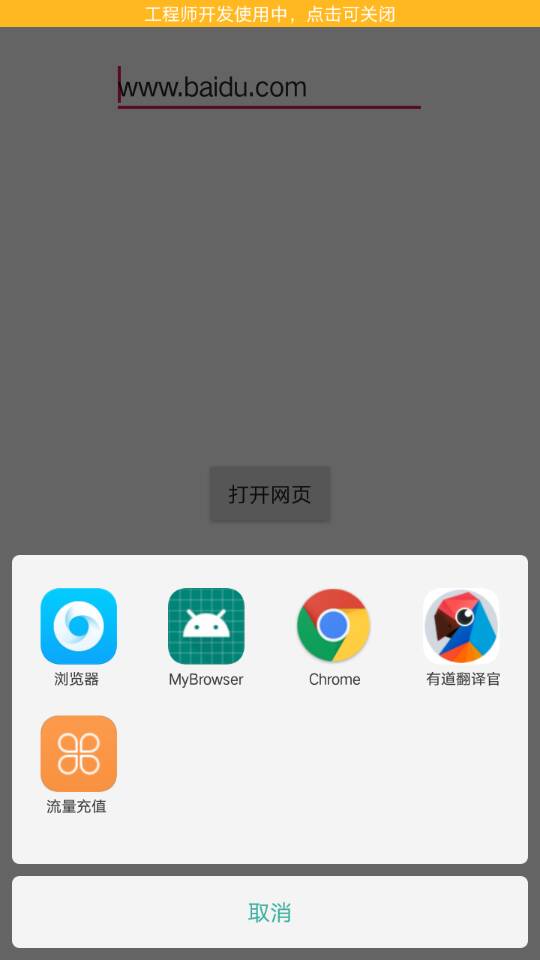 工程师开发使用中，点击可关闭
www.baidu.com
打开网页
浏览器
MyBrowser
Chrome
有道翻译官
流量充值
取消